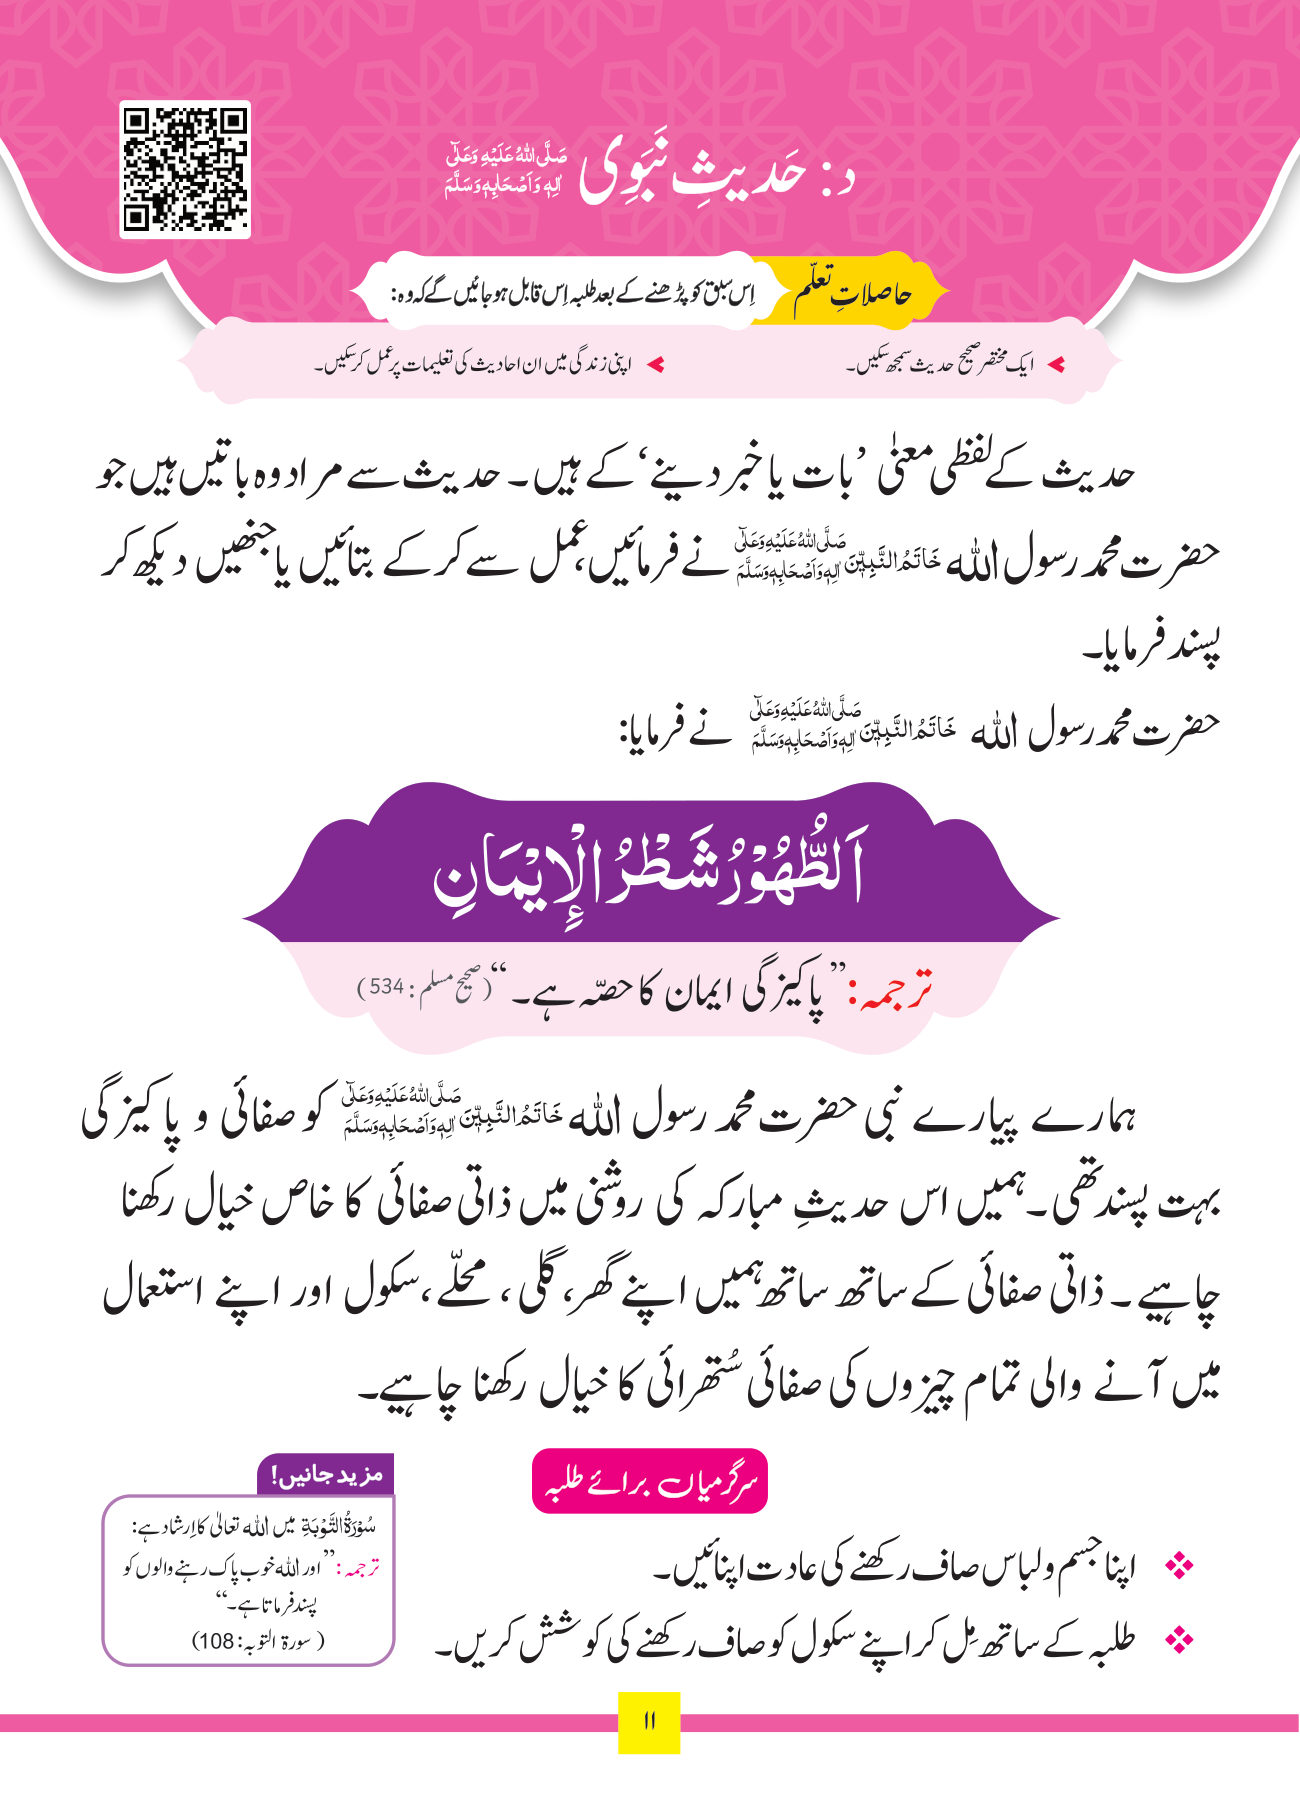 د: حَدیثِ نَبَوِی صَلَّی اللہُ عَلَیْہِ وَعَلٰٓی اٰلِہٖ وَاَصْحَابِہٖ وَسَلَّمَ
حاصلاتِ تعلّم
اِس سبق کو پڑھنے کے بعد طلبہ اِس قابل ہو جائیں گے کہ وہ:
ایک مختصر صحیح حدیث سمجھ سکیں۔
اپنی زندگی میں ان احادیث کی تعلیمات پر عمل کر سکیں۔
حدیث کے لفظی معنیٰ ’بات یا خبر دینے‘ کے ہیں۔ حدیث سے مراد وہ باتیں ہیں جو
حضرت محمد رسول اللہ خَاتَمُ النَّبِیّٖنَ صَلَّی اللہُ عَلَیْہِ وَعَلٰٓی اٰلِہٖ وَاَصْحَابِہٖ وَسَلَّمَ نے فرمائیں، عمل سے کر کے بتائیں یا جنھیں دیکھ کر
پسند فرمایا۔
حضرت محمد رسول اللہ خَاتَمُ النَّبِیّٖنَ صَلَّی اللہُ عَلَیْہِ وَعَلٰٓی اٰلِہٖ وَاَصْحَابِہٖ وَسَلَّمَ نے فرمایا:
اَلطُّهُوْرُ شَطْرُ الْإِيْمَانِ
ترجمہ: ”پاکیزگی ایمان کا حصّہ ہے۔“ (صحیح مسلم: 534)
ہمارے پیارے نبی حضرت محمد رسول اللہ خَاتَمُ النَّبِیّٖنَ صَلَّی اللہُ عَلَیْہِ وَعَلٰٓی اٰلِہٖ وَاَصْحَابِہٖ وَسَلَّمَ کو صفائی و پاکیزگی
بہت پسند تھی۔ ہمیں اس حدیثِ مبارکہ کی روشنی میں ذاتی صفائی کا خاص خیال رکھنا
چاہیے۔ ذاتی صفائی کے ساتھ ساتھ ہمیں اپنے گھر، گلی، محلّے، سکول اور اپنے استعمال
میں آنے والی تمام چیزوں کی صفائی سُتھرائی کا خیال رکھنا چاہیے۔
سرگرمیاں برائے طلبہ
اپنا جسم و لباس صاف رکھنے کی عادت اپنائیں۔
طلبہ کے ساتھ مِل کر اپنے سکول کو صاف رکھنے کی کوشش کریں۔
مزید جانیں!
سُوْرَۃُ التَّوْبَۃِ میں اللہ تعالیٰ کا اِرشاد ہے:
ترجمہ: ”اور اللہ خوب پاک رہنے والوں کو
پسند فرماتا ہے۔“
(سورۃ التوبہ: 108)
۱۱